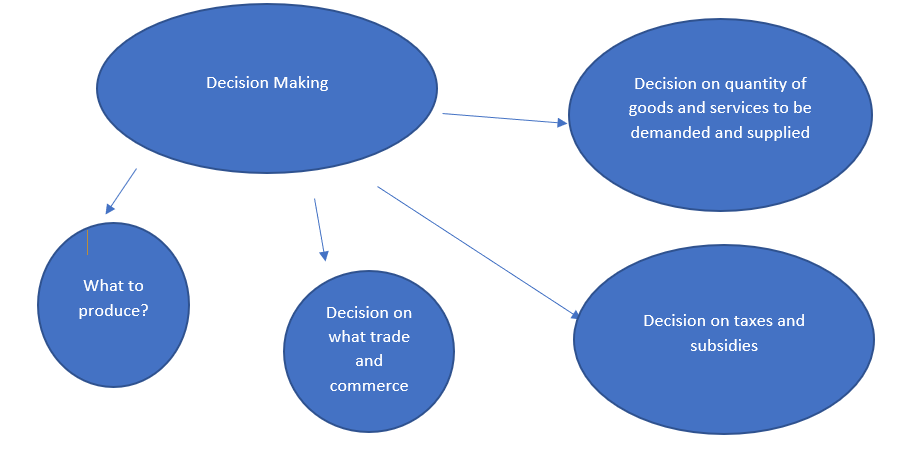 Decision Making
Decision on quantity of
goods and services to be
demanded and supplied
What to
produce?
Decision on
what trade
and
commerce
Decision on taxes and
subsidies